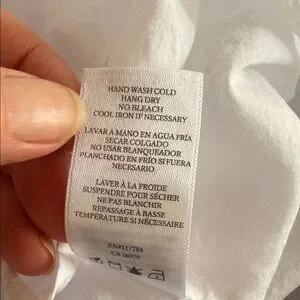 HAND WASH COLD
HANG DRY
NO BLEACH
COOL IRON IF NECESSARY
LAVAR A MANO EN AGUA FRÍA
SECAR COLGADO
NO USAR BLANQUEADOR
PLANCHADO EN FRÍO SI FUERA
NECESARIO
LAVER À LA FROIDE
SUSPENDRE POUR SÉCHER
NE PAS BLANCHIR
REPASSAGE À BASSE
TEMPÉRATURE SI NÉCESSAIRE
RN#117784
CA 36979